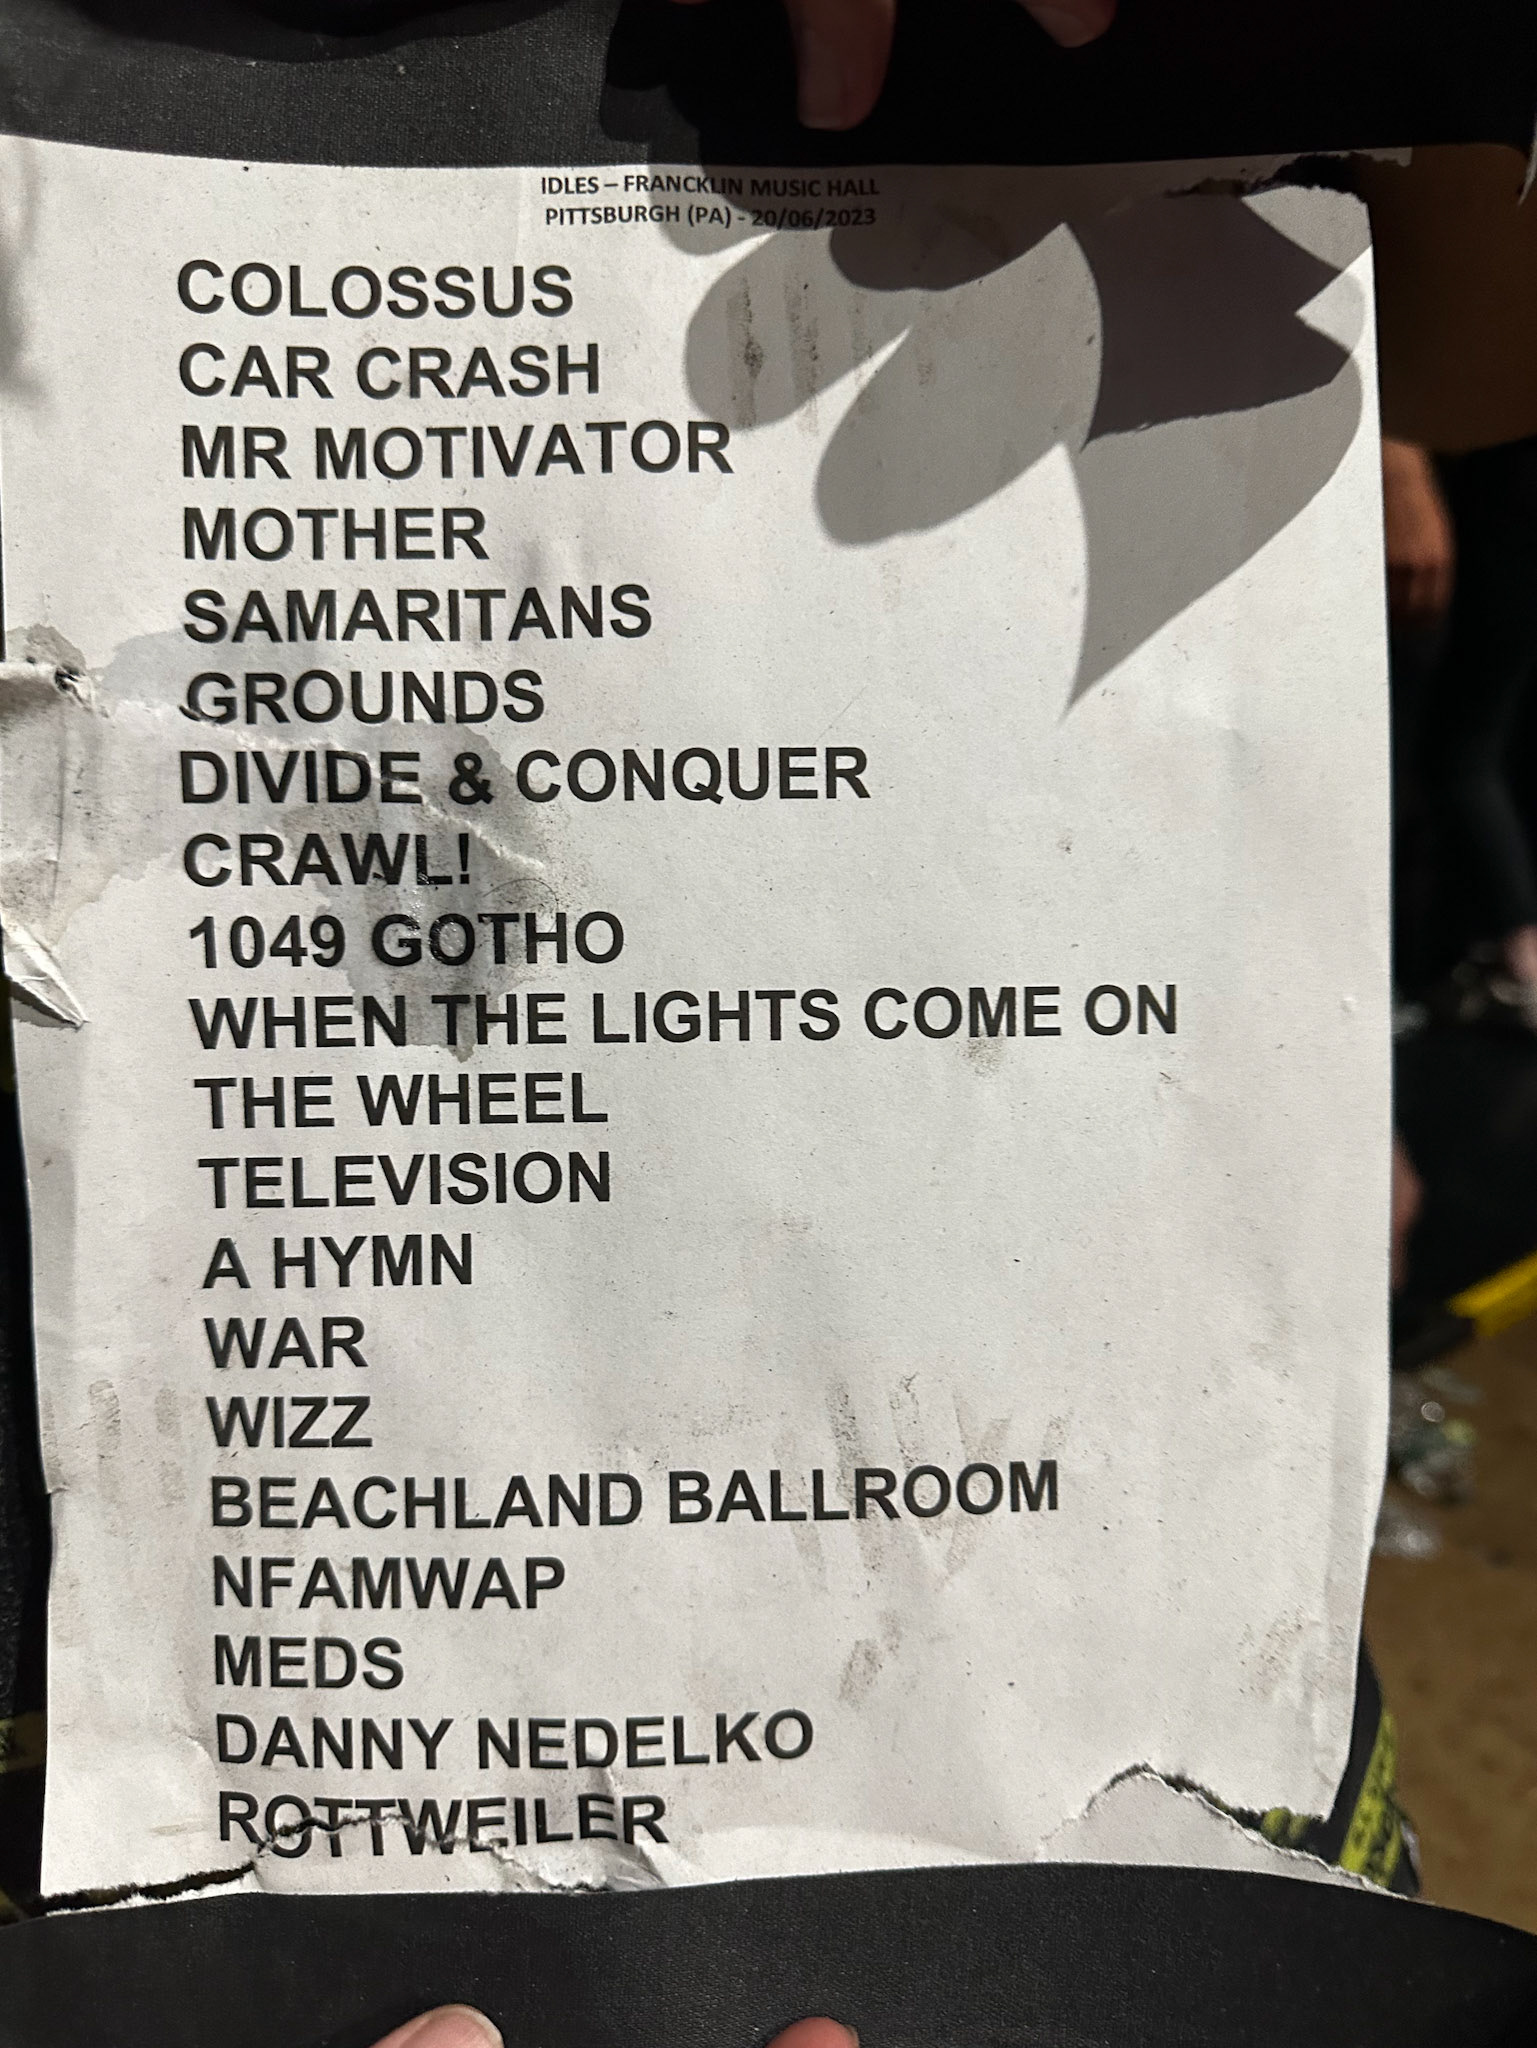 IDLES – FRANCKLIN MUSIC HALL
PITTSBURGH (PA) - 20/06/2023
COLOSSUS
CAR CRASH
MR MOTIVATOR
MOTHER
SAMARITANS
GROUNDS
DIVIDE & CONQUER
CRAWL!
1049 GOTHO
WHEN THE LIGHTS COME ON
THE WHEEL
TELEVISION
A HYMN
WAR
WIZZ
BEACHLAND BALLROOM
NFAMWAP
MEDS
DANNY NEDELKO
ROTTWEILER